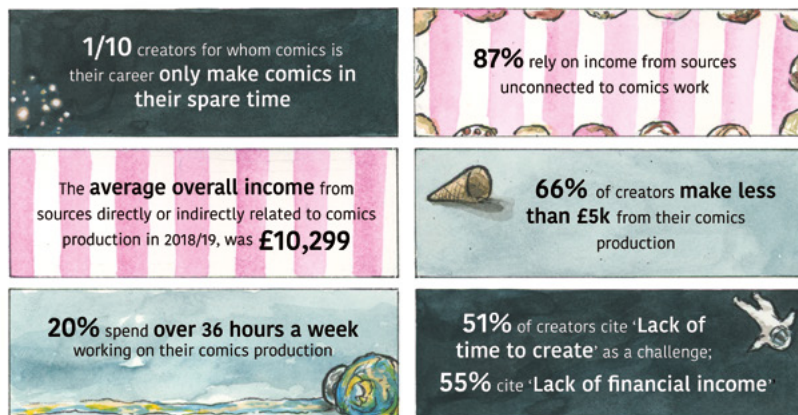 1/10 creators for whom comics is
their career only make comics in
their spare time
87% rely on income from sources
unconnected to comics work
The average overall income from
sources directly or indirectly related to comics
production in 2018/19, was £10,299
66% of creators make less
than £5k from their comics
production
20% spend over 36 hours a week
working on their comics production
51% of creators cite 'Lack of
time to create' as a challenge;
55% cite 'Lack of financial income'